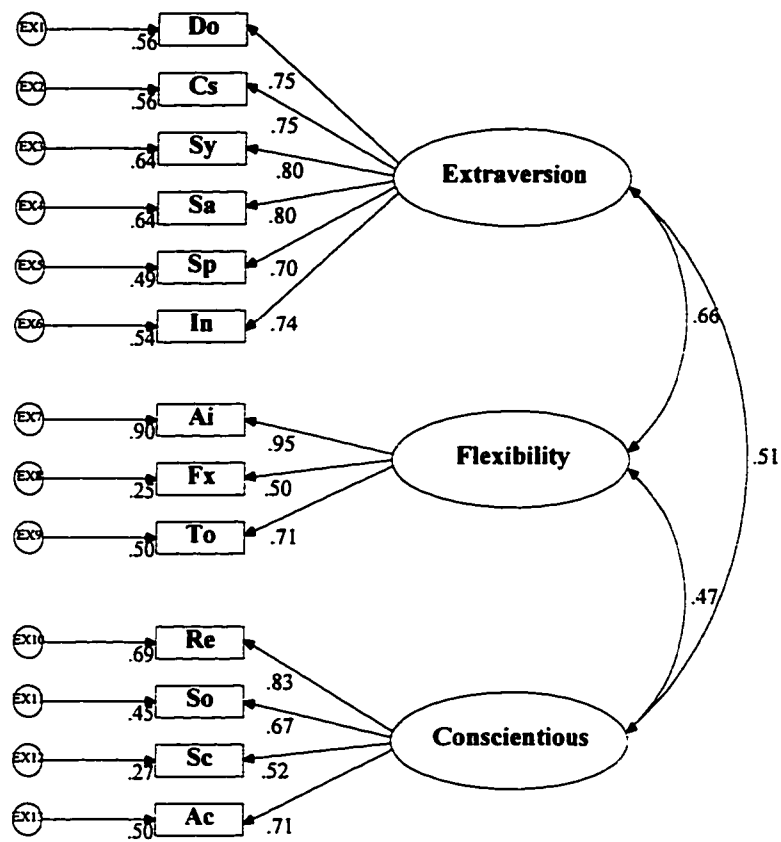 EX1 .56 Do .75
EX2 .56 Cs .75
EX3 .64 Sy .80
Extraversion
EX4 .64 Sa .80
EX5 .49 Sp .70
EX6 .54 In .74
.66
EX7 .90 Ai .95
Flexibility
.51
EX8 .25 Fx .50
EX9 .50 To .71
.47
EX10 .69 Re .83
EX11 .45 So .67
Conscientious
EX12 .27 Sc .52
EX13 .50 Ac .71